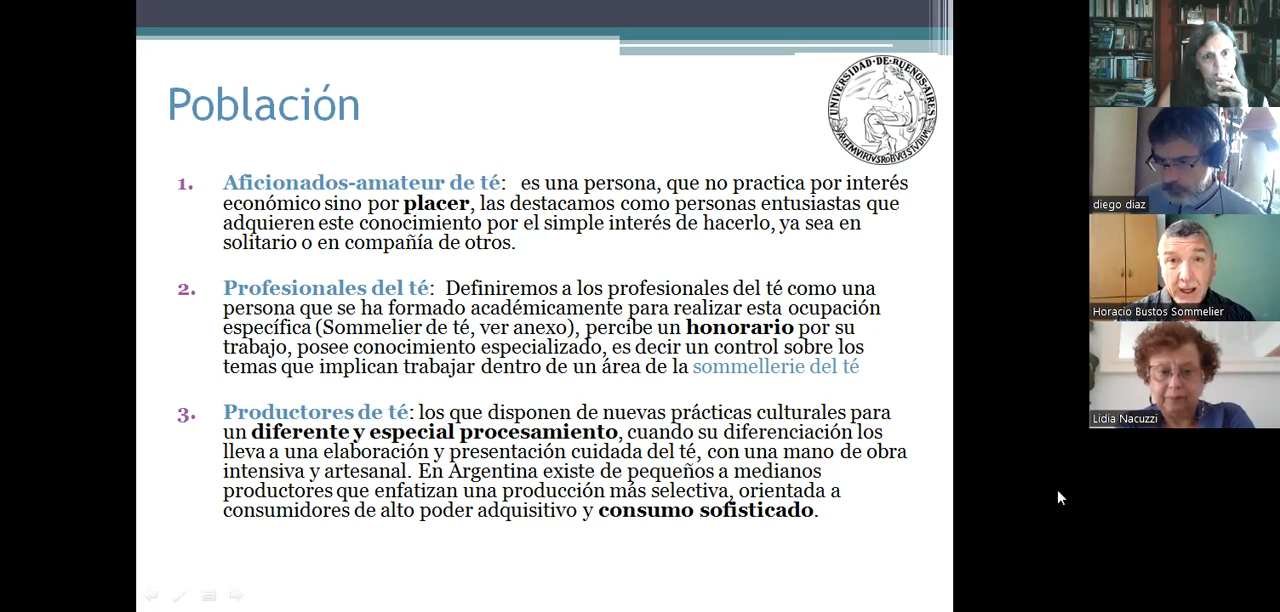 Población
UNIVERSIDAD·DE·BUENOS·AIRES
1. Aficionados-amateur de té: es una persona, que no practica por interés
económico sino por placer, las destacamos como personas entusiastas que
adquieren este conocimiento por el simple interés de hacerlo, ya sea en
solitario o en compañía de otros.
2. Profesionales del té: Definiremos a los profesionales del té como una
persona que se ha formado académicamente para realizar esta ocupación
específica (Sommelier de té, ver anexo), percibe un honorario por su
trabajo, posee conocimiento especializado, es decir un control sobre los
temas que implican trabajar dentro de un área de la sommellerie del té
3. Productores de té: los que disponen de nuevas prácticas culturales para
un diferente y especial procesamiento, cuando su diferenciación los
lleva a una elaboración y presentación cuidada del té, con una mano de obra
intensiva y artesanal. En Argentina existe de pequeños a medianos
productores que enfatizan una producción más selectiva, orientada a
consumidores de alto poder adquisitivo y consumo sofisticado.
diego diaz
Horacio Bustos Sommelier
Lidia Nacuzzi